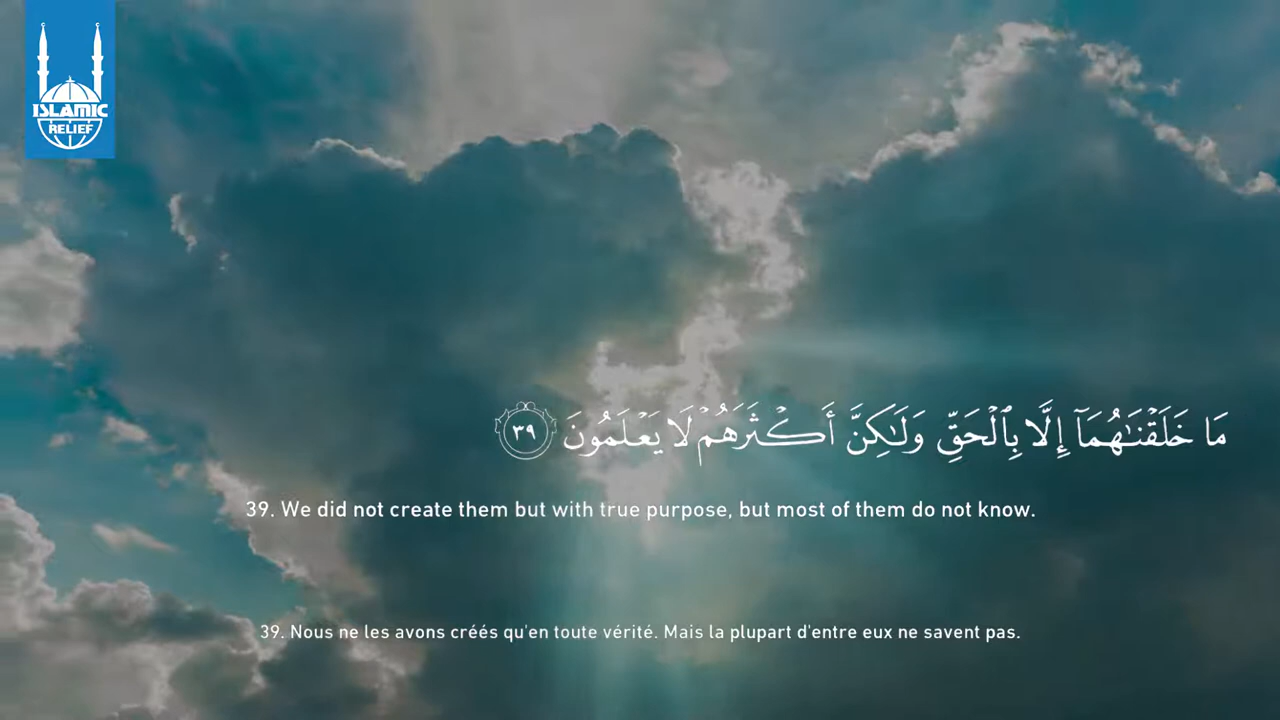 ISLAMIC
RELIEF
مَا خَلَقْنَٰهُمَآ إِلَّا بِٱلْحَقِّ وَلَٰكِنَّ أَكْثَرَهُمْ لَا يَعْلَمُونَ ٣٩
39. We did not create them but with true purpose, but most of them do not know.
39. Nous ne les avons créés qu'en toute vérité. Mais la plupart d'entre eux ne savent pas.